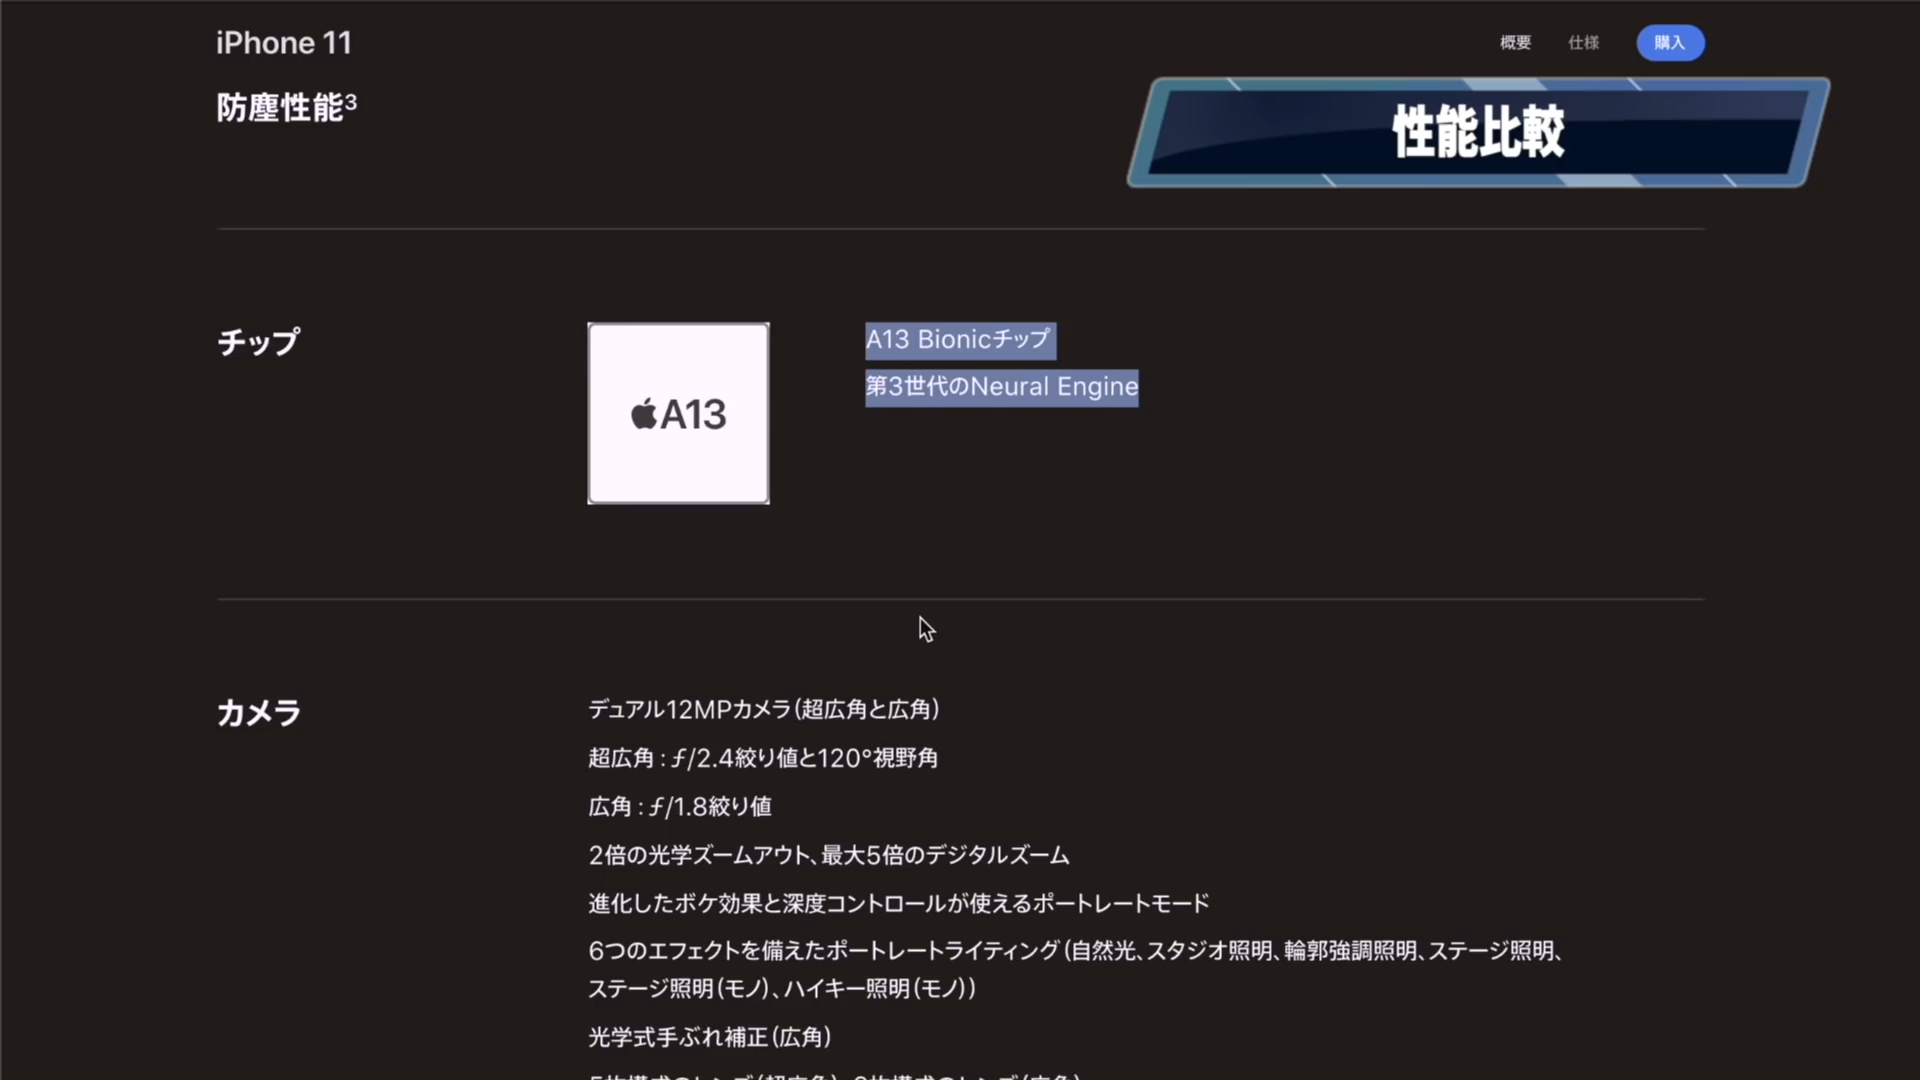 iPhone 11
概要
仕様
購入
防塵性能3
性能比較
チップ
A13
A13 Bionicチップ
第3世代のNeural Engine
カメラ
デュアル12MPカメラ(超広角と広角)
超広角:ƒ/2.4絞り値と120°視野角
広角:ƒ/1.8絞り値
2倍の光学ズームアウト、最大5倍のデジタルズーム
進化したボケ効果と深度コントロールが使えるポートレートモード
6つのエフェクトを備えたポートレートライティング(自然光、スタジオ照明、輪郭強調照明、ステージ照明、
ステージ照明(モノ)、ハイキー照明(モノ))
光学式手ぶれ補正(広角)